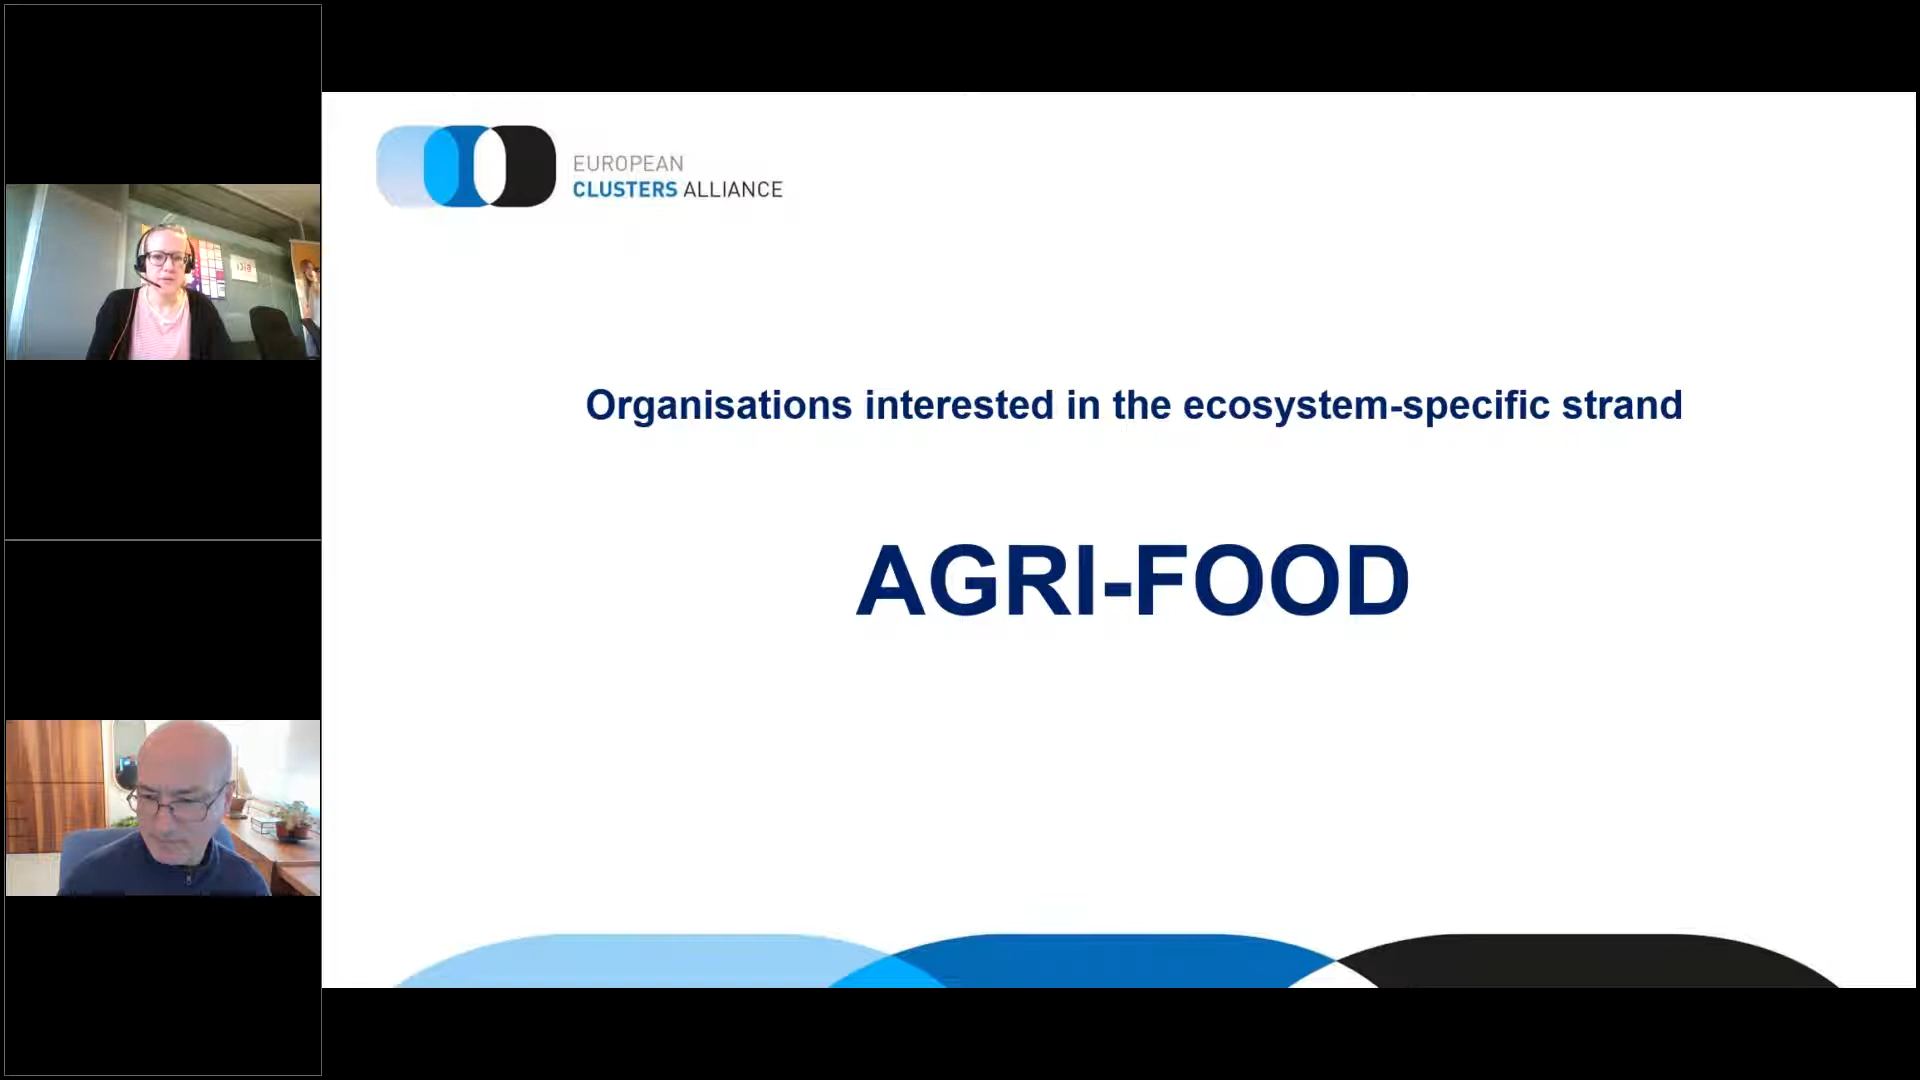 EUROPEAN
CLUSTERS ALLIANCE
Organisations interested in the ecosystem-specific strand
AGRI-FOOD